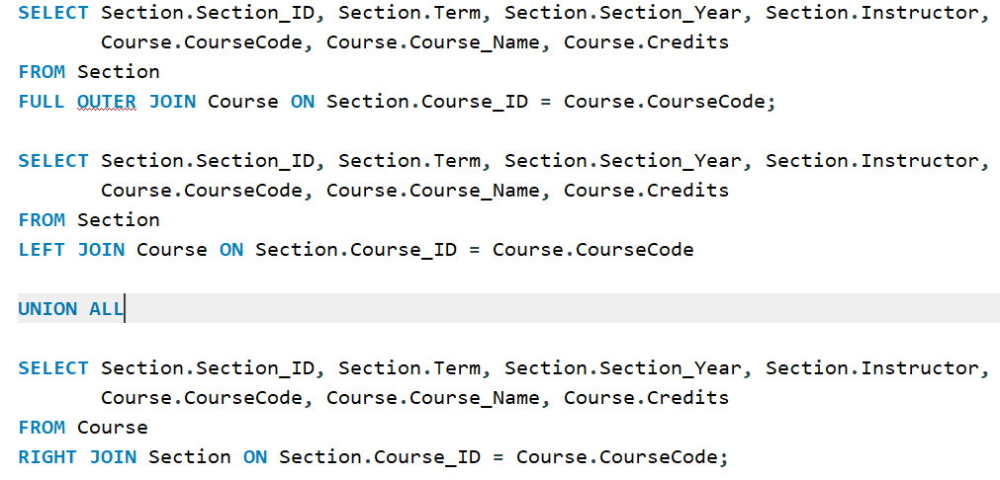 SELECT Section.Section_ID, Section.Term, Section.Section_Year, Section.Instructor,
Course.CourseCode, Course.Course_Name, Course.Credits
FROM Section
FULL OUTER JOIN Course ON Section.Course_ID = Course.CourseCode;
SELECT Section.Section_ID, Section.Term, Section.Section_Year, Section.Instructor,
Course.CourseCode, Course.Course_Name, Course.Credits
FROM Section
LEFT JOIN Course ON Section.Course_ID = Course.CourseCode
UNION ALL
SELECT Section.Section_ID, Section.Term, Section.Section_Year, Section.Instructor,
Course.CourseCode, Course.Course_Name, Course.Credits
FROM Course
RIGHT JOIN Section ON Section.Course_ID = Course.CourseCode;